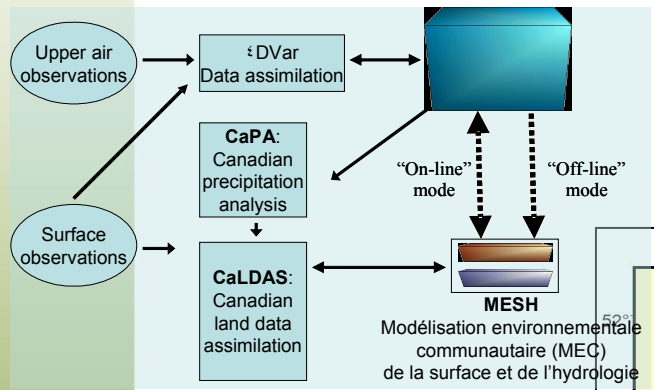 Upper air
observations
DVar
Data assimilation
CaPA:
Canadian
precipitation
analysis
“On-line”
mode
“Off-line”
mode
Surface
observations
CaLDAS:
Canadian
land data
assimilation
MESH
Modélisation environnementale
communautaire (MEC)
de la surface et de l’hydrologie
52°